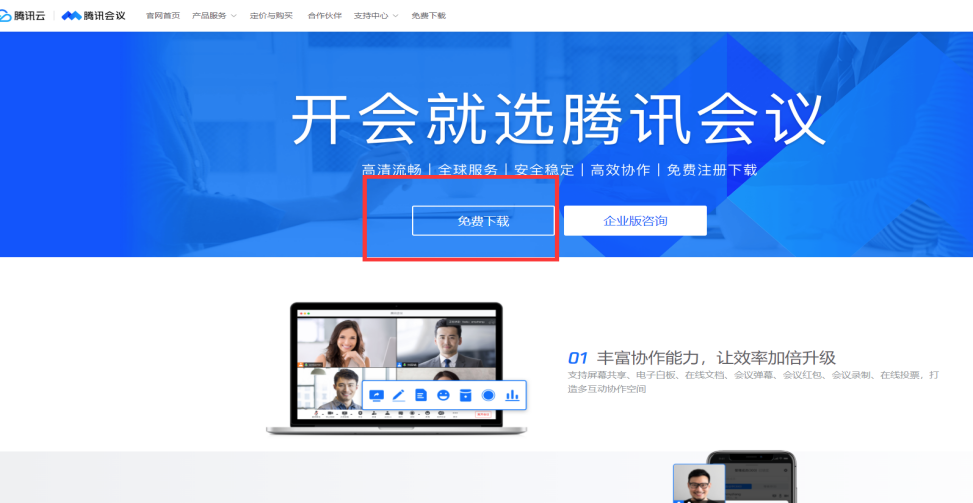 腾讯云 腾讯会议 官网首页 产品服务 定价与购买 合作伙伴 支持中心 免费下载
开会就选腾讯会议
高清流畅 | 全球服务 | 安全稳定 | 高效协作 | 免费注册下载
免费下载 企业版咨询
01 丰富协作能力，让效率加倍升级
支持屏幕共享、电子白板、在线文档、会议弹幕、会议红包、会议录制、在线投票，打
造多互动协作空间